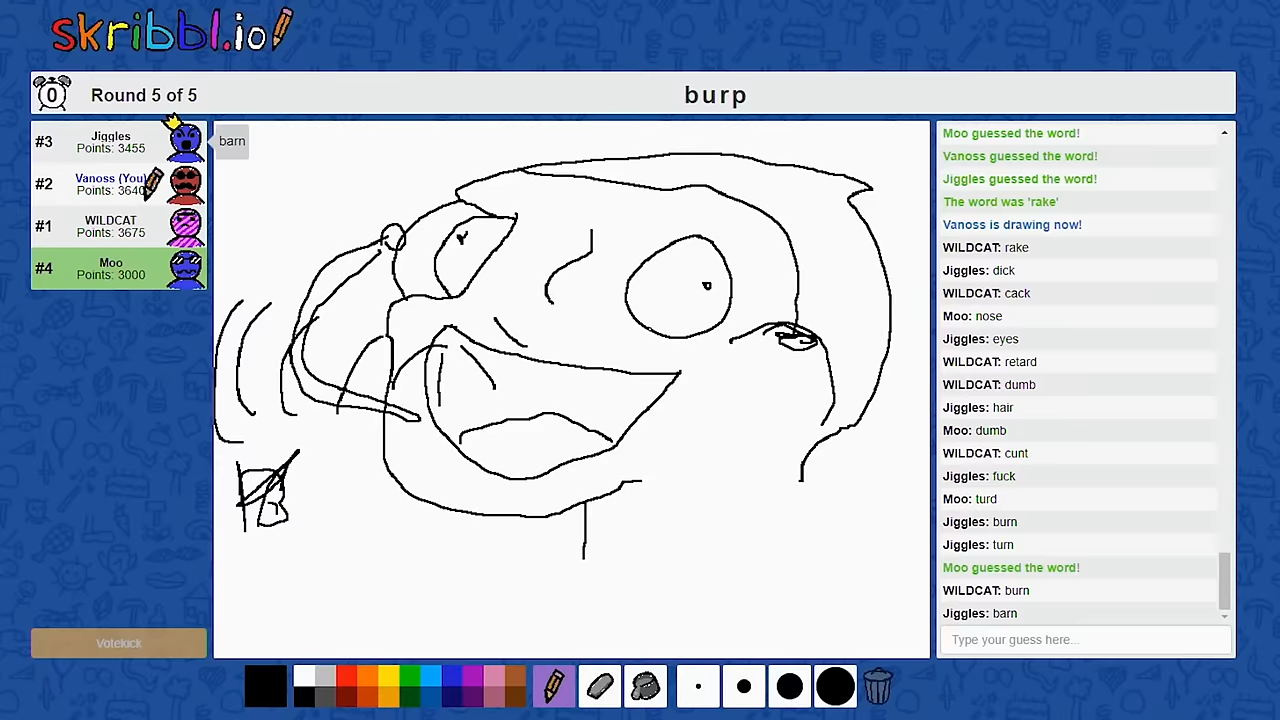 skribbl.io
0 Round 5 of 5 burp
#3 Jiggles Points: 3455
barn
#2 Vanoss (You) Points: 3640
#1 WILDCAT Points: 3675
#4 Moo Points: 3000
Votekick
Moo guessed the word!
Vanoss guessed the word!
Jiggles guessed the word!
The word was 'rake'
Vanoss is drawing now!
WILDCAT: rake
Jiggles: dick
WILDCAT: cack
Moo: nose
Jiggles: eyes
WILDCAT: retard
WILDCAT: dumb
Jiggles: hair
Moo: dumb
WILDCAT: cunt
Jiggles: fuck
Moo: turd
Jiggles: burn
Jiggles: turn
Moo guessed the word!
WILDCAT: burn
Jiggles: barn
Type your guess here...